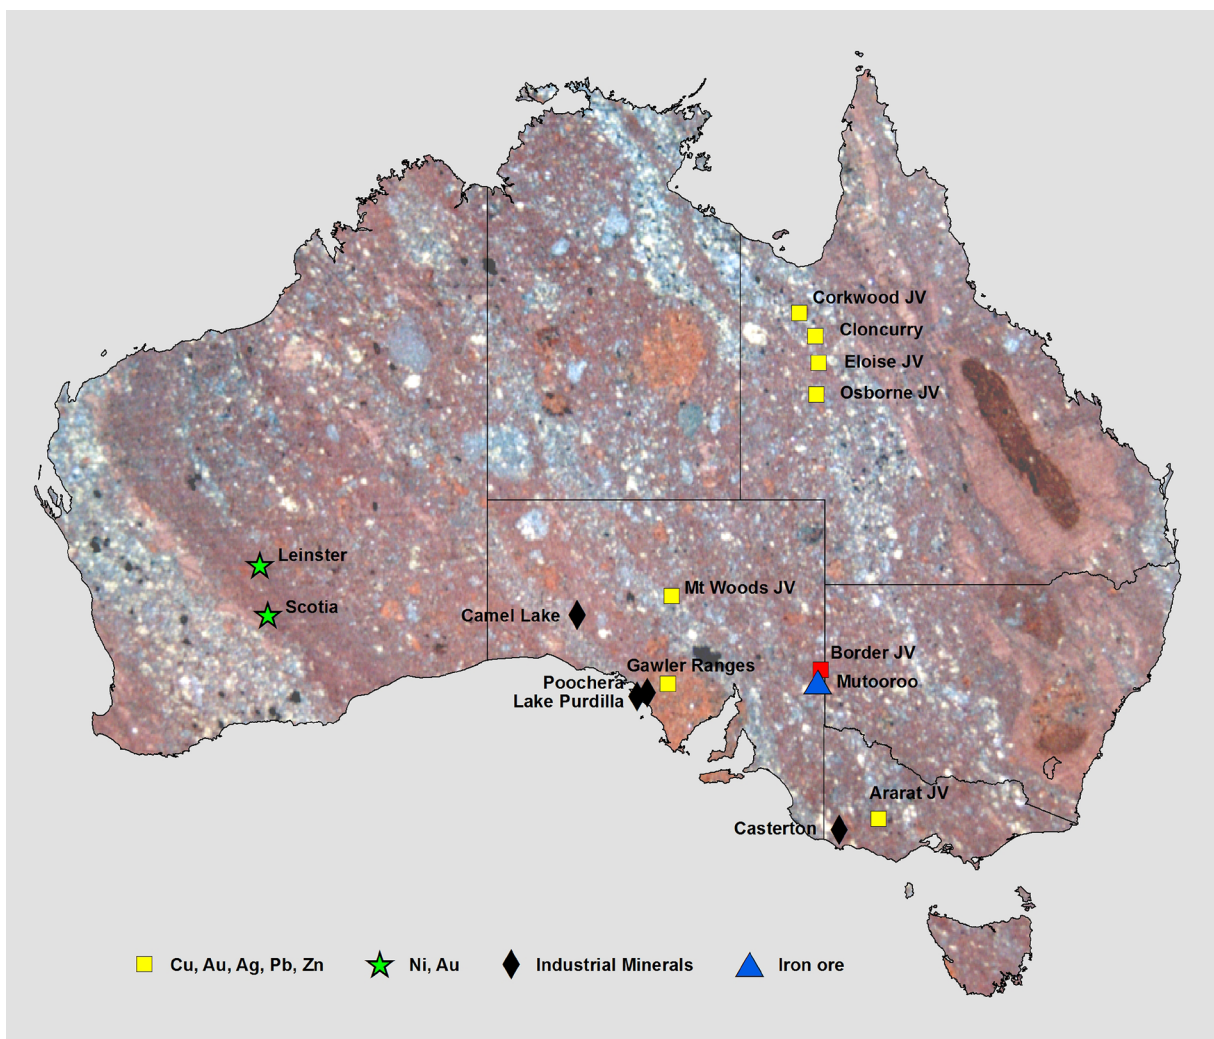 Corkwood JV
Cloncurry
Eloise JV
Osborne JV
Leinster
Scotia
Mt Woods JV
Camel Lake
Border JV
Gawler Ranges
Mutooroo
Poochera
Lake Purdilla
Ararat JV
Casterton
Cu, Au, Ag, Pb, Zn
Ni, Au
Industrial Minerals
Iron ore